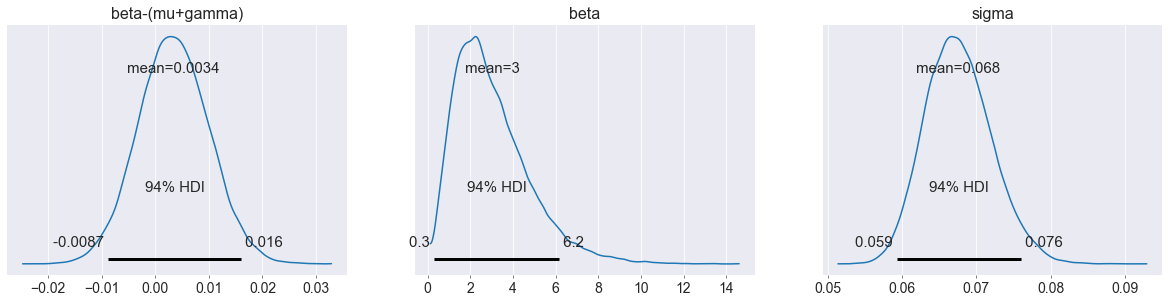 beta-(mu+gamma)
mean=0.0034
94% HDI
-0.0087
0.016
−0.02 −0.01 0.00 0.01 0.02 0.03
beta
mean=3
94% HDI
0.3
6.2
0 2 4 6 8 10 12 14
sigma
mean=0.068
94% HDI
0.059
0.076
0.05 0.06 0.07 0.08 0.09